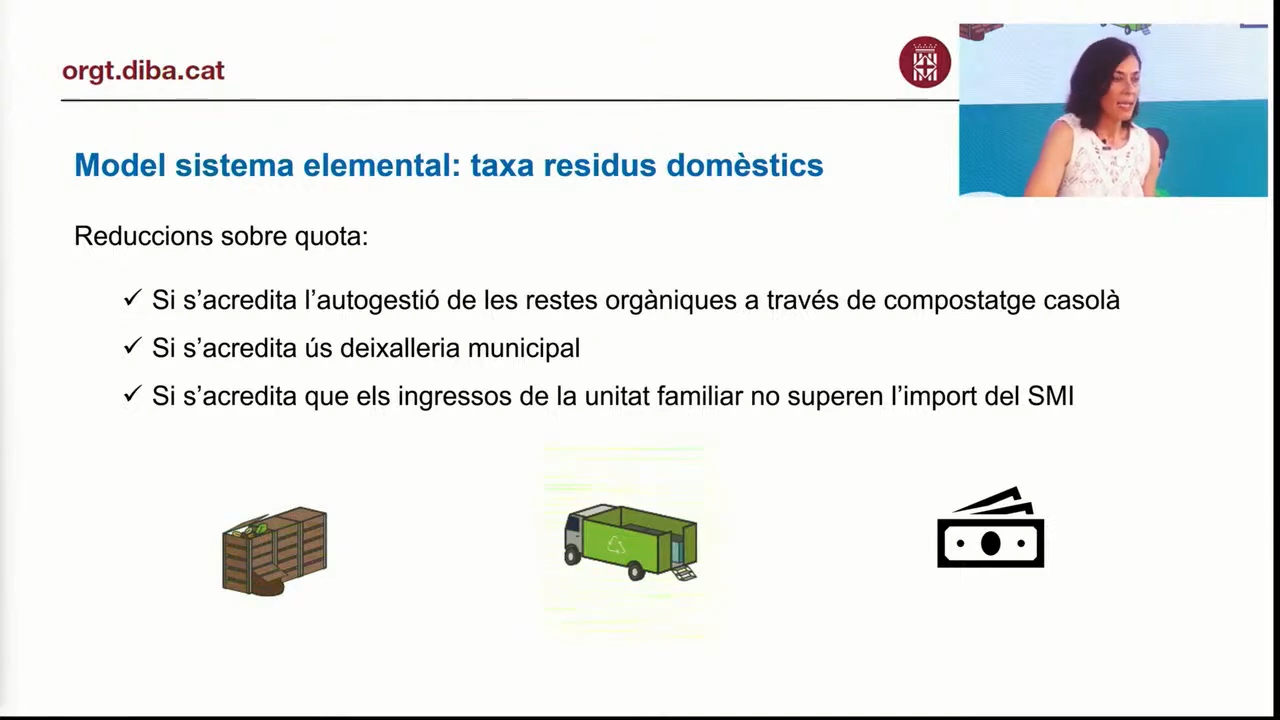 orgt.diba.cat
Model sistema elemental: taxa residus domèstics
Reduccions sobre quota:
✓ Si s’acredita l’autogestió de les restes orgàniques a través de compostatge casolà
✓ Si s’acredita ús deixalleria municipal
✓ Si s’acredita que els ingressos de la unitat familiar no superen l’import del SMI